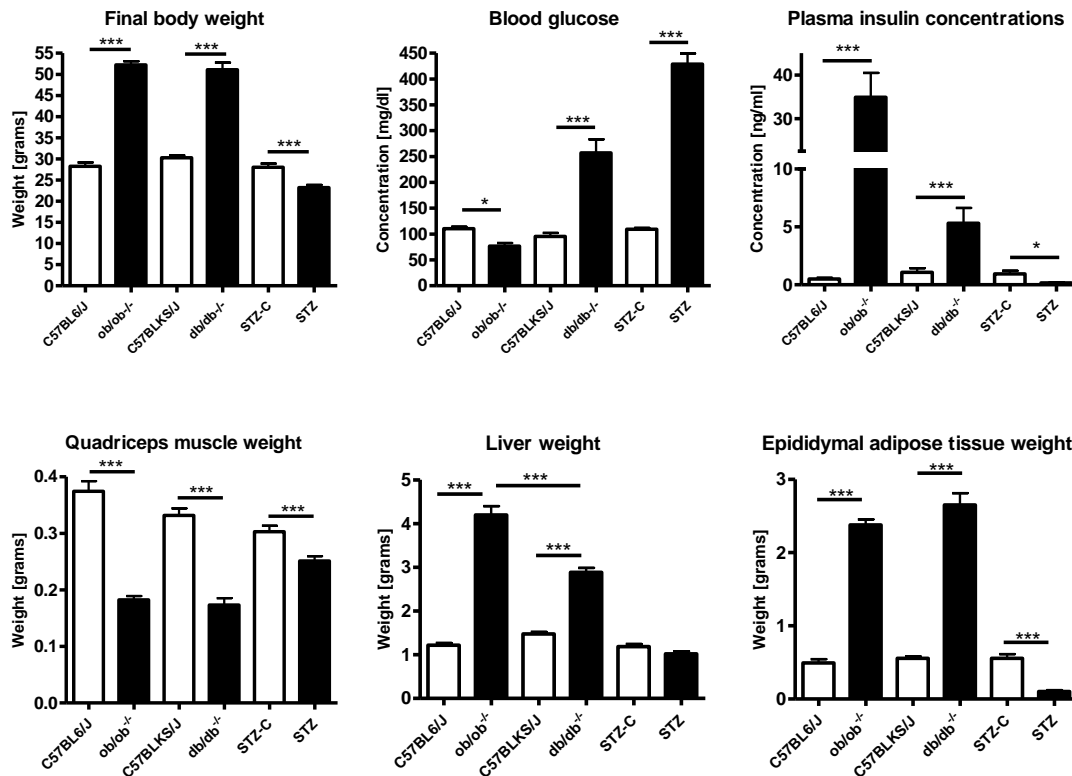 Final body weight
***
***
***
Weight [grams]
55
50
45
40
35
30
25
20
15
10
5
0
C57BL6/J
ob/ob-/-
C57BLKS/J
db/db-/-
STZ-C
STZ
Blood glucose
***
***
*
Concentration [mg/dl]
450
400
350
300
250
200
150
100
50
0
C57BL6/J
ob/ob-/-
C57BLKS/J
db/db-/-
STZ-C
STZ
Plasma insulin concentrations
***
***
*
Concentration [ng/ml]
40
30
10
5
0
C57BL6/J
ob/ob⁻/⁻
C57BLKS/J
db/db⁻/⁻
STZ-C
STZ
Quadriceps muscle weight
***
***
***
Weight [grams]
0.4
0.3
0.2
0.1
0.0
C57BL6/J
ob/ob⁻/⁻
C57BLKS/J
db/db⁻/⁻
STZ-C
STZ
Liver weight
***
***
***
Weight [grams]
5
4
3
2
1
0
C57BL6/J
ob/ob⁻/⁻
C57BLKS/J
db/db⁻/⁻
STZ-C
STZ
Epididymal adipose tissue weight
***
***
***
Weight [grams]
3
2
1
0
C57BL6/J
ob/ob⁻/⁻
C57BLKS/J
db/db⁻/⁻
STZ-C
STZ